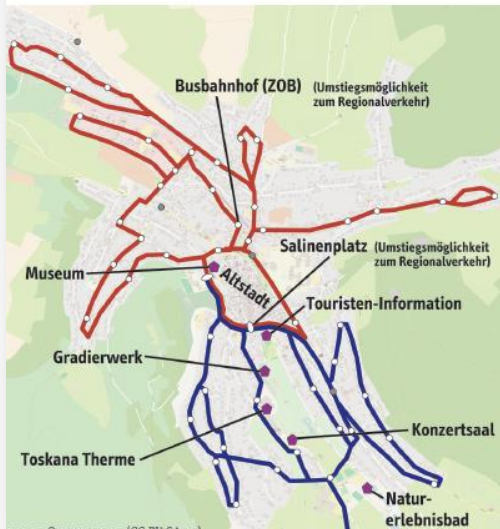 Busbahnhof (ZOB) (Umstiegsmöglichkeit
zum Regionalverkehr)
Salinenplatz (Umstiegsmöglichkeit
zum Regionalverkehr)
Museum
Altstadt
Touristen-Information
Gradierwerk
Toskana Therme
Konzertsaal
Natur-
erlebnisbad